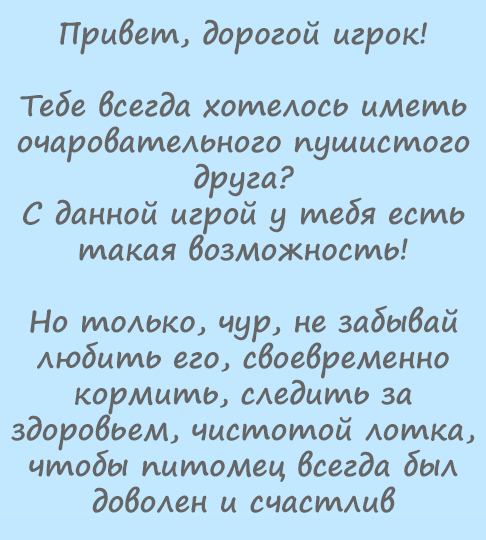 Привет, дорогой игрок!
Тебе всегда хотелось иметь
очаровательного пушистого
друга?
С данной игрой у тебя есть
такая возможность!
Но только, чур, не забывай
любить его, своевременно
кормить, следить за
здоровьем, чистотой лотка,
чтобы питомец всегда был
доволен и счастлив